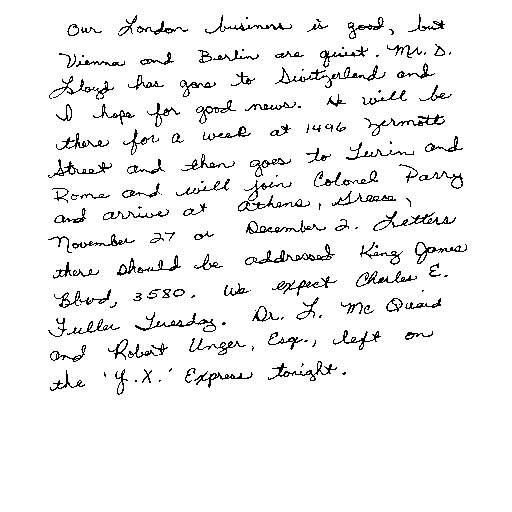 Our London business is good, but
Vienna and Berlin are quiet. Mr. D.
Lloyd has gone to Switzerland and
I hope for good news. He will be
there for a week at 1496 Zermott
Street and then goes to Turin and
Rome and will join Colonel Parry
and arrive at Athens, Greece,
November 27 or December 2. Letters
there should be addressed King James
Blvd, 3580. We expect Charles E.
Fuller Tuesday. Dr. L. McQuaid
and Robert Unger, Esq., left on
the 'Y.X.' Express tonight.